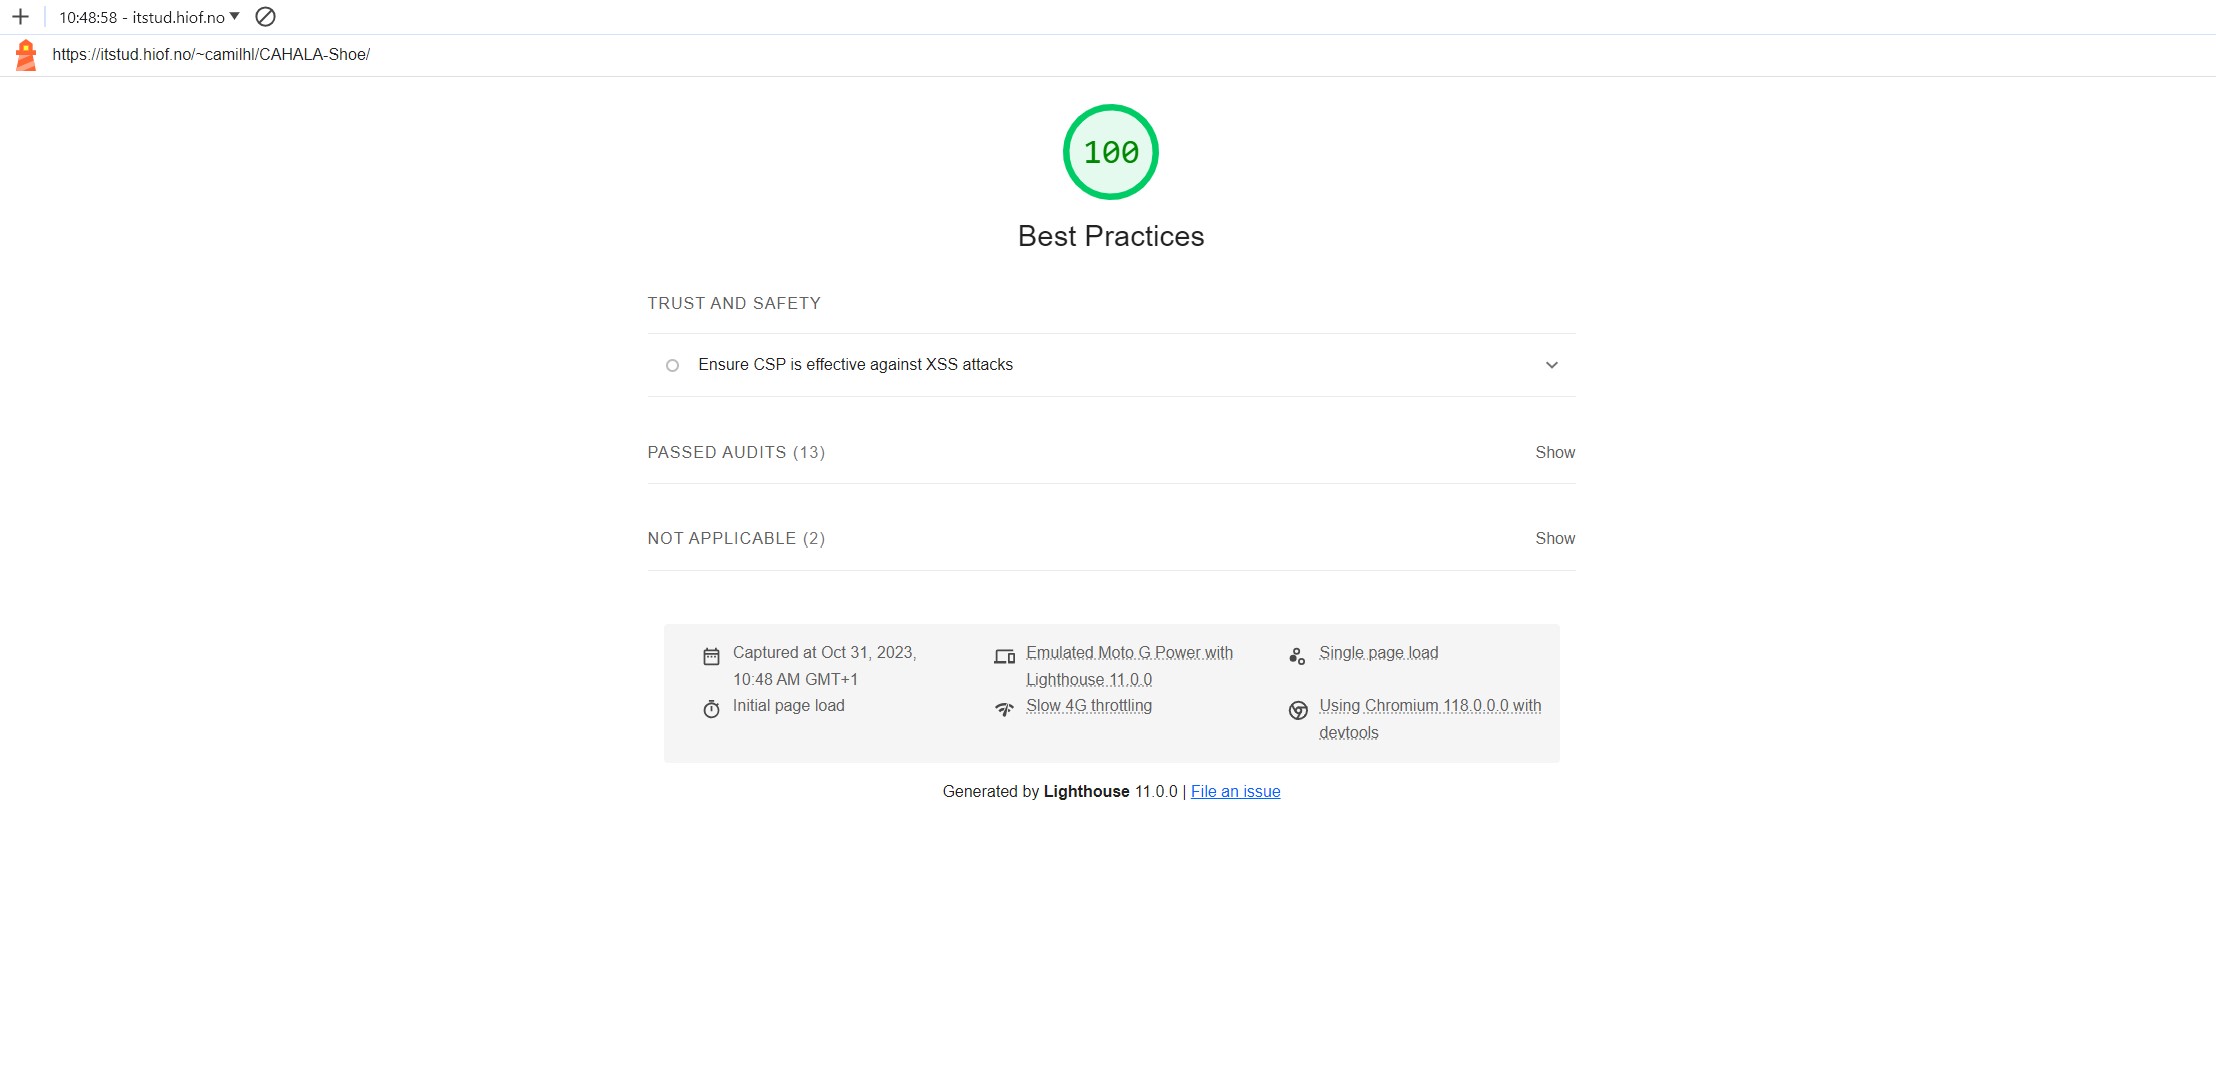 10:48:58 - itstud.hiof.no
https://itstud.hiof.no/~camilhl/CAHALA-Shoe/
100
Best Practices
TRUST AND SAFETY
Ensure CSP is effective against XSS attacks
PASSED AUDITS (13)
Show
NOT APPLICABLE (2)
Show
Captured at Oct 31, 2023,
10:48 AM GMT+1
Emulated Moto G Power with
Lighthouse 11.0.0
Single page load
Initial page load
Slow 4G throttling
Using Chromium 118.0.0.0 with
devtools
Generated by Lighthouse 11.0.0 | File an issue